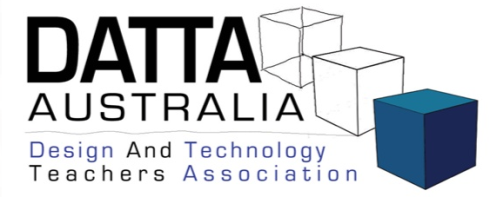 DATTA
AUSTRALIA
Design And Technology
Teachers Association